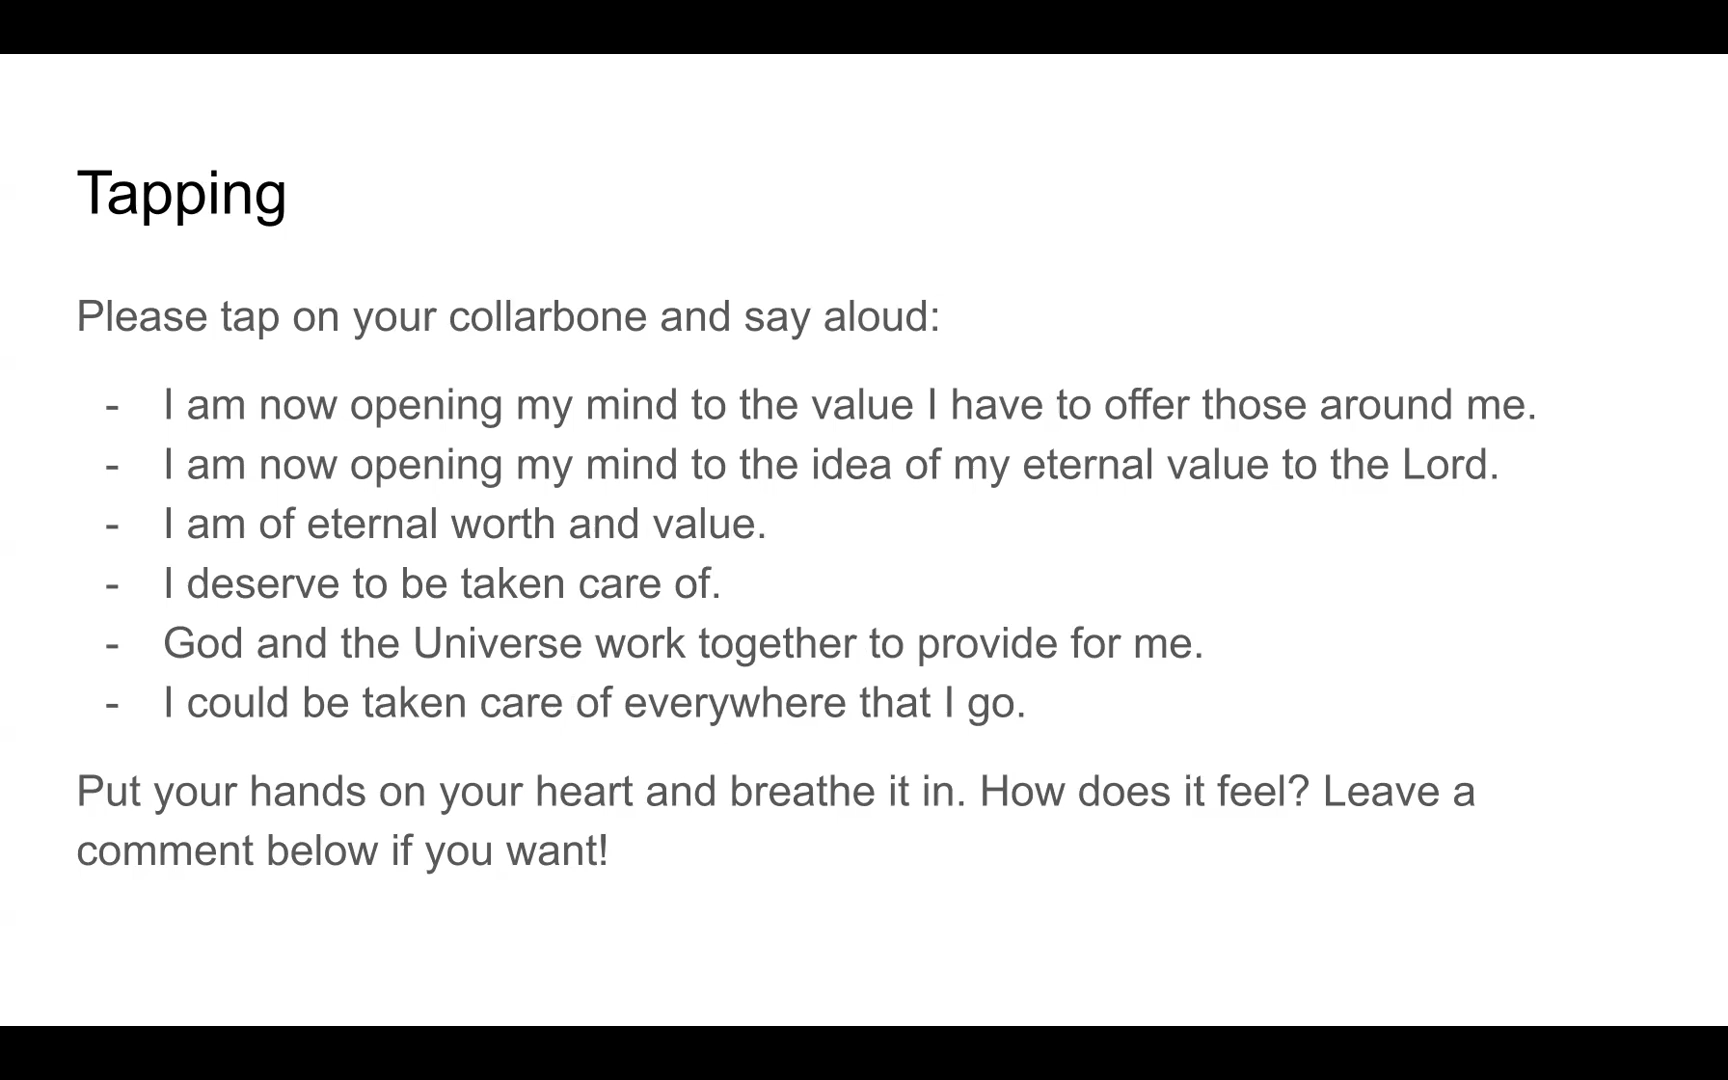 Tapping
Please tap on your collarbone and say aloud:
- I am now opening my mind to the value I have to offer those around me.
- I am now opening my mind to the idea of my eternal value to the Lord.
- I am of eternal worth and value.
- I deserve to be taken care of.
- God and the Universe work together to provide for me.
- I could be taken care of everywhere that I go.
Put your hands on your heart and breathe it in. How does it feel? Leave a
comment below if you want!